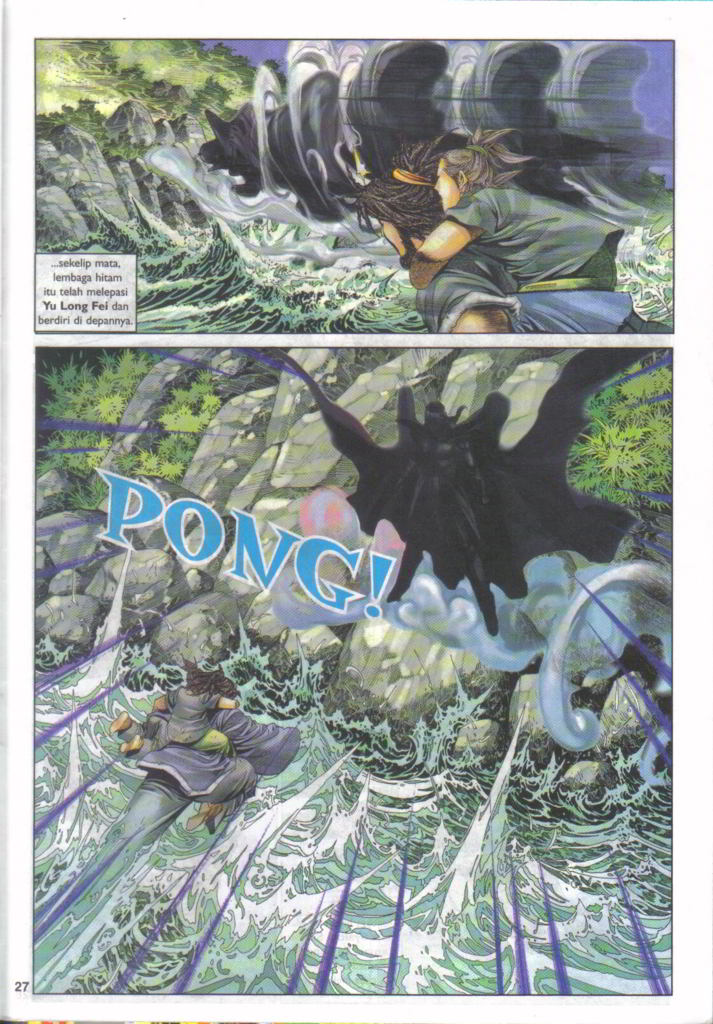 ...sekelip mata,
lembaga hitam
itu telah melepasi
Yu Long Fei dan
berdiri di depannya.
PONG!
27